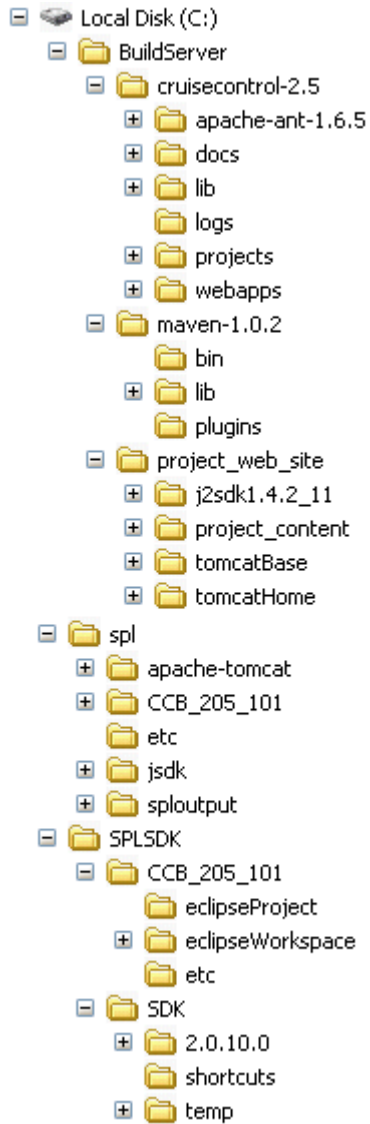 Local Disk (C:)
BuildServer
cruisecontrol-2.5
apache-ant-1.6.5
docs
lib
logs
projects
webapps
maven-1.0.2
bin
lib
plugins
project_web_site
j2sdk1.4.2_11
project_content
tomcatBase
tomcatHome
spl
apache-tomcat
CCB_205_101
etc
jsdk
sploutput
SPLSDK
CCB_205_101
eclipseProject
eclipseWorkspace
etc
SDK
2.0.10.0
shortcuts
temp